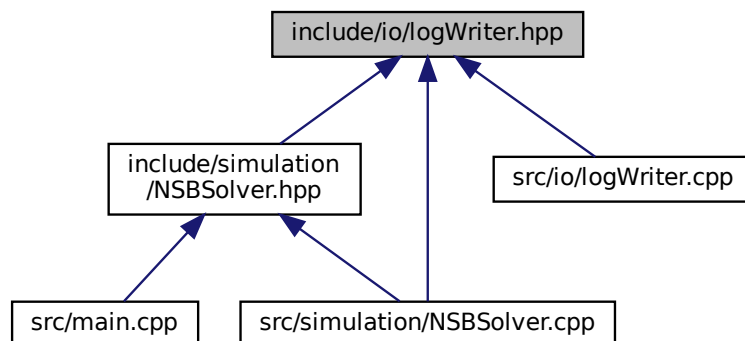 include/io/logWriter.hpp
include/simulation
/NSBSolver.hpp
src/io/logWriter.cpp
src/main.cpp
src/simulation/NSBSolver.cpp